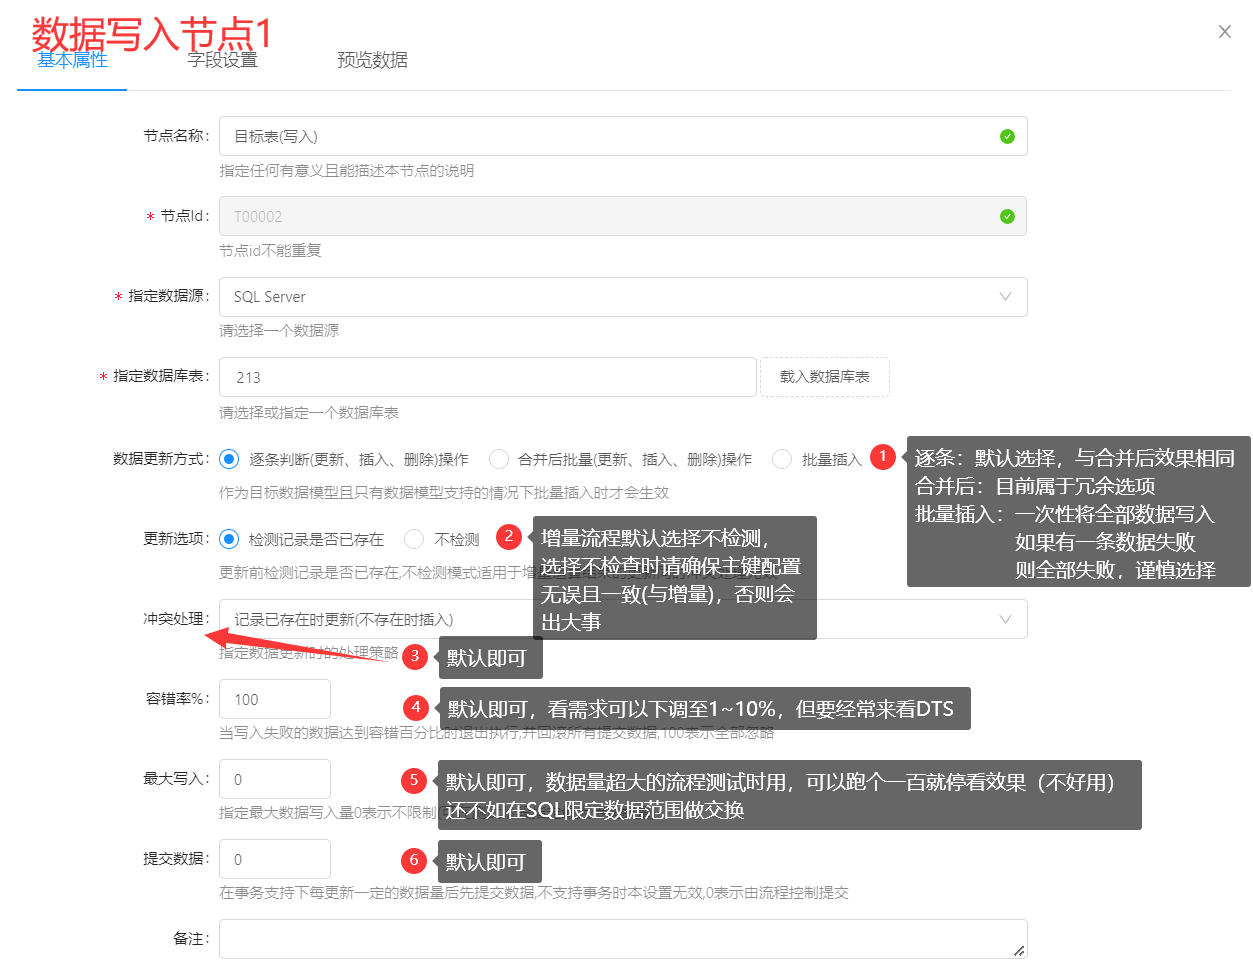 数据写入节点1
基本属性
字段设置
预览数据
节点名称:
目标表(写入)
指定任何有意义且能描述本节点的说明
* 节点Id:
T00002
节点id不能重复
* 指定数据源:
SQL Server
请选择一个数据源
* 指定数据库表:
213
载入数据库表
请选择或指定一个数据库表
数据更新方式:
逐条判断(更新、插入、删除)操作
合并后批量(更新、插入、删除)操作
批量插入
1
逐条：默认选择，与合并后效果相同
合并后：目前属于冗余选项
批量插入：一次性将全部数据写入
如果有一条数据失败
则全部失败，谨慎选择
作为目标数据模型且只有数据模型支持的情况下批量插入时才会生效
更新选项:
检测记录是否已存在
不检测
2
增量流程默认选择不检测，
选择不检查时请确保主键配置
无误且一致(与增量)，否则会
出大事
更新前检测记录是否已存在,不检测模式适用于增
冲突处理:
记录已存在时更新(不存在时插入)
指定数据更新时的处理策略
3
默认即可
容错率%:
100
4
默认即可，看需求可以下调至1~10%，但要经常来看DTS
当写入失败的数据达到容错百分比时退出执行,并回滚所有提交数据,100表示全部忽略
最大写入:
0
5
默认即可，数据量超大的流程测试时用，可以跑个一百就停看效果（不好用）
还不如在SQL限定数据范围做交换
指定最大数据写入量0表示不限制
提交数据:
0
6
默认即可
在事务支持下每更新一定的数据量后先提交数据,不支持事务时本设置无效,0表示由流程控制提交
备注: